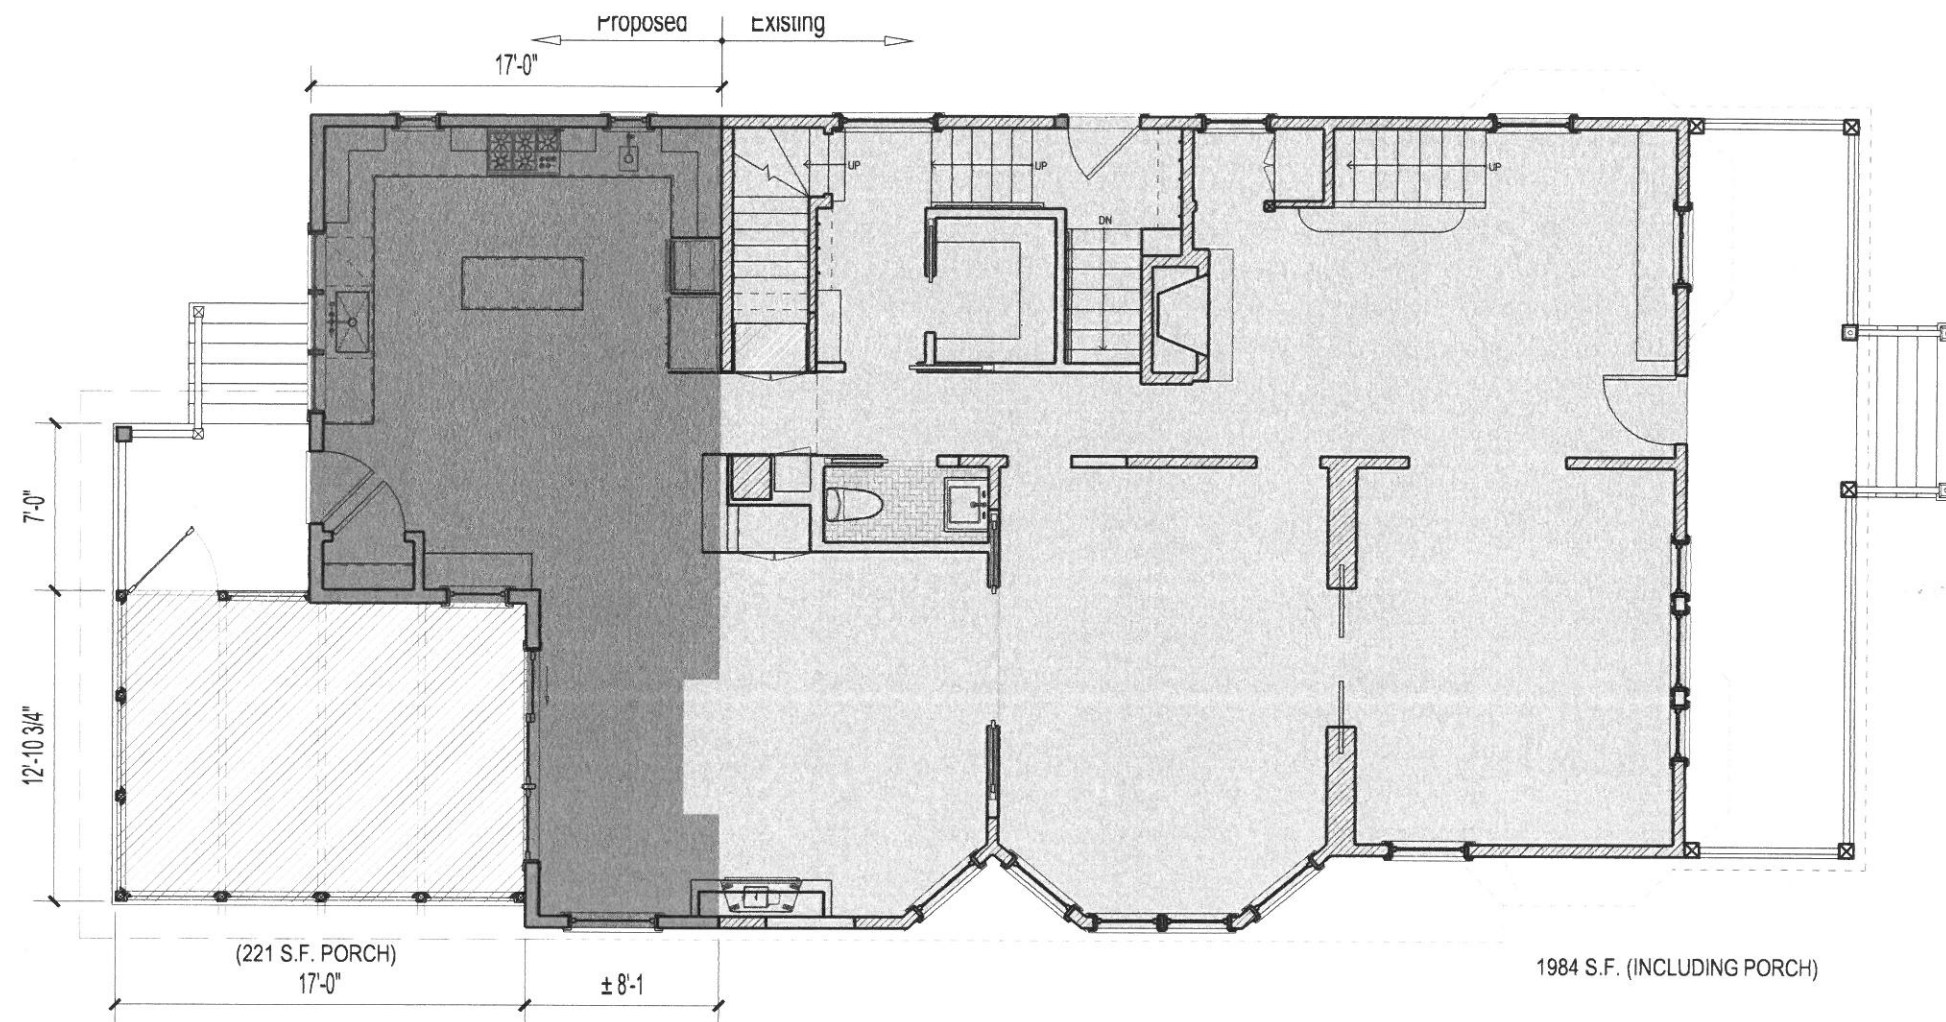 Proposed Existing
17'-0"
UP
UP
UP
DN
7'-0"
12'-10 3/4"
(221 S.F. PORCH)
17'-0"
± 8'-1
1984 S.F. (INCLUDING PORCH)